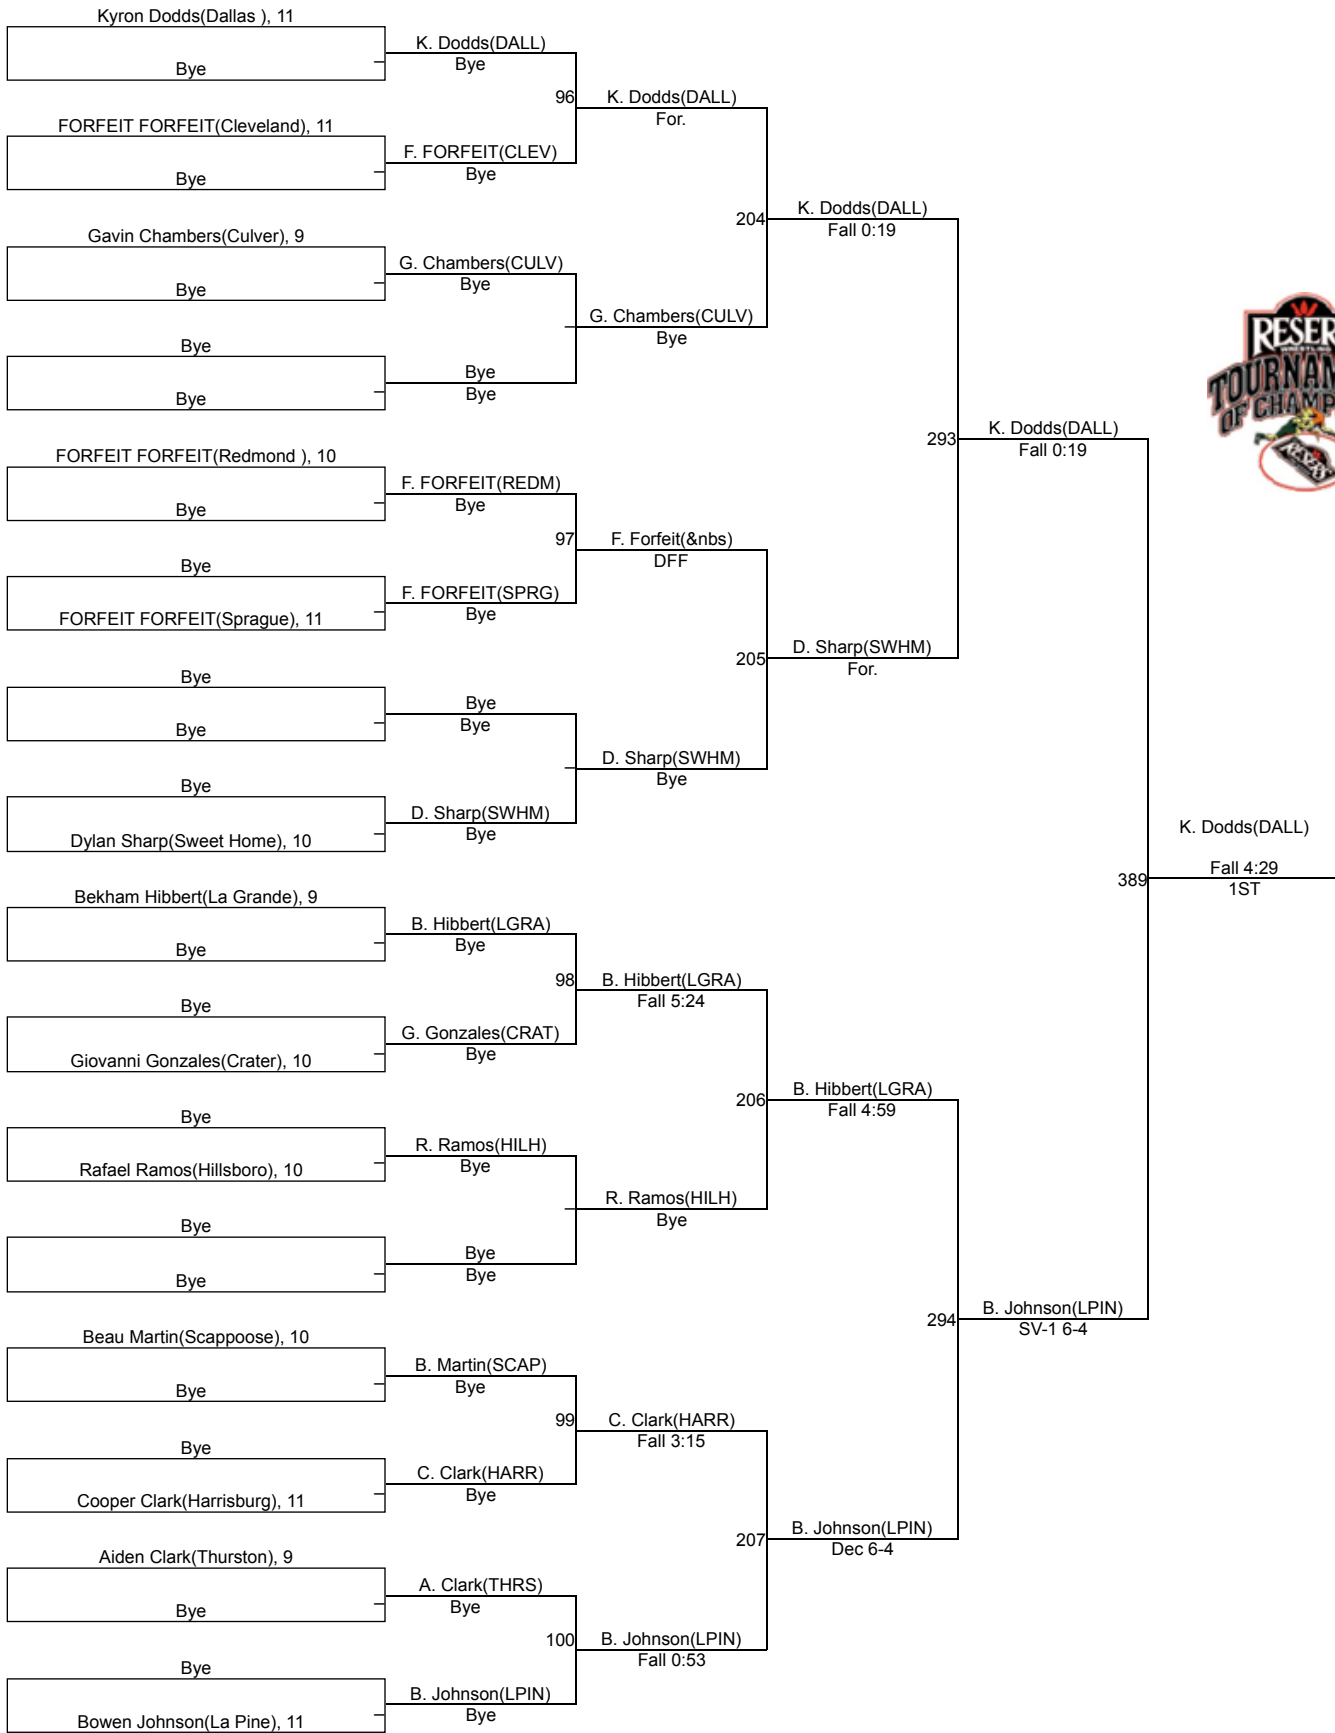 Kyron Dodds(Dallas ), 11
Bye
FORFEIT FORFEIT(Cleveland), 11
Bye
Gavin Chambers(Culver), 9
Bye
Bye
Bye
FORFEIT FORFEIT(Redmond ), 10
Bye
Bye
FORFEIT FORFEIT(Sprague), 11
Bye
Bye
Bye
Dylan Sharp(Sweet Home), 10
Bekham Hibbert(La Grande), 9
Bye
Bye
Giovanni Gonzales(Crater), 10
Bye
Rafael Ramos(Hillsboro), 10
Bye
Bye
Beau Martin(Scappoose), 10
Bye
Bye
Cooper Clark(Harrisburg), 11
Aiden Clark(Thurston), 9
Bye
Bye
Bowen Johnson(La Pine), 11
K. Dodds(DALL)
Bye
96
F. FORFEIT(CLEV)
Bye
G. Chambers(CULV)
Bye
Bye
Bye
F. FORFEIT(REDM)
Bye
97
F. FORFEIT(SPRG)
Bye
Bye
Bye
D. Sharp(SWHM)
Bye
B. Hibbert(LGRA)
Bye
98
G. Gonzales(CRAT)
Bye
R. Ramos(HILH)
Bye
Bye
Bye
B. Martin(SCAP)
Bye
99
C. Clark(HARR)
Bye
A. Clark(THRS)
Bye
100
B. Johnson(LPIN)
Bye
K. Dodds(DALL)
For.
204
G. Chambers(CULV)
Bye
F. Forfeit(&nbs)
DFF
205
D. Sharp(SWHM)
Bye
B. Hibbert(LGRA)
Fall 5:24
206
R. Ramos(HILH)
Bye
C. Clark(HARR)
Fall 3:15
207
B. Johnson(LPIN)
Fall 0:53
K. Dodds(DALL)
Fall 0:19
293
D. Sharp(SWHM)
For.
B. Hibbert(LGRA)
Fall 4:59
294
B. Johnson(LPIN)
Dec 6-4
K. Dodds(DALL)
Fall 0:19
389
B. Johnson(LPIN)
SV-1 6-4
K. Dodds(DALL)
Fall 4:29
1ST
RESER
WRESTLING
OF